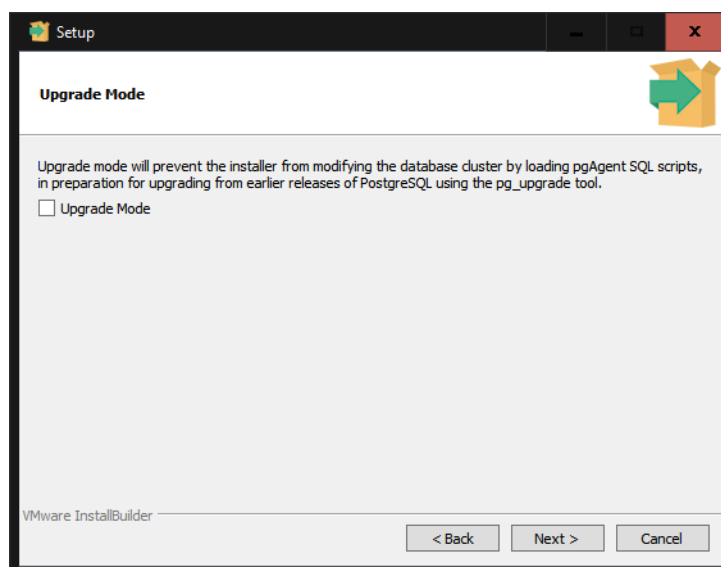 Setup
Upgrade Mode
Upgrade mode will prevent the installer from modifying the database cluster by loading pgAgent SQL scripts,
in preparation for upgrading from earlier releases of PostgreSQL using the pg_upgrade tool.
Upgrade Mode
VMware InstallBuilder
< Back Next > Cancel